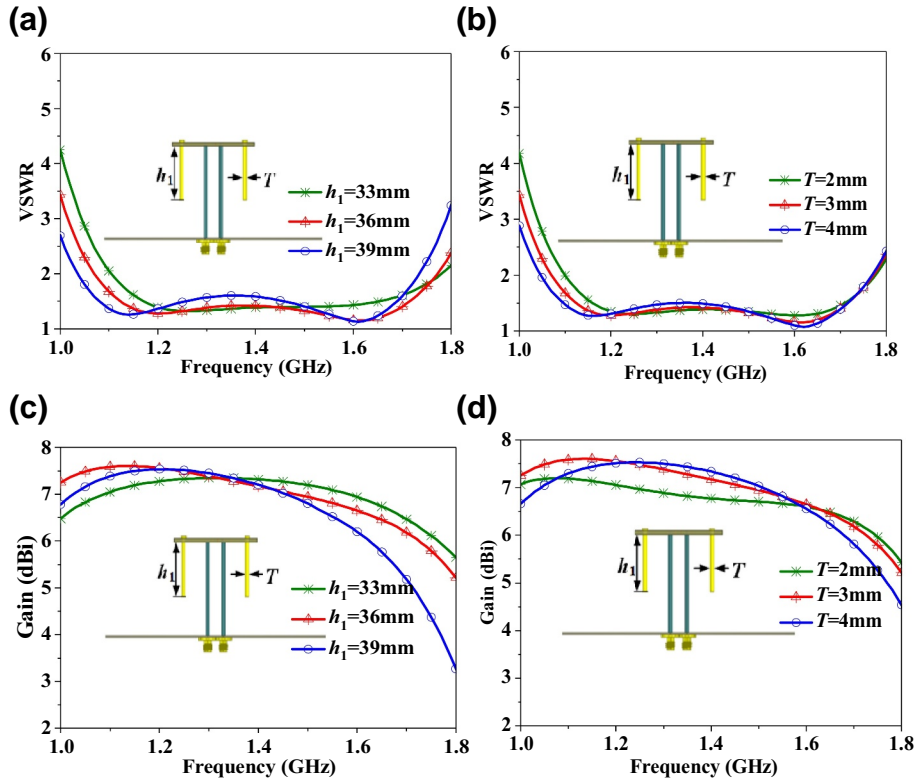 (a)
6
5
4
3
2
1
VSWR
h1
T
h1=33mm
h1=36mm
h1=39mm
1.0 1.2 1.4 1.6 1.8
Frequency (GHz)
(b)
6
5
4
3
2
1
VSWR
h1
T
T=2mm
T=3mm
T=4mm
1.0 1.2 1.4 1.6 1.8
Frequency (GHz)
(c)
8
7
6
5
4
3
2
Gain (dBi)
h1
T
h1=33mm
h1=36mm
h1=39mm
1.0 1.2 1.4 1.6 1.8
Frequency (GHz)
(d)
8
7
6
5
4
3
2
Gain (dBi)
h1
T
T=2mm
T=3mm
T=4mm
1.0 1.2 1.4 1.6 1.8
Frequency (GHz)